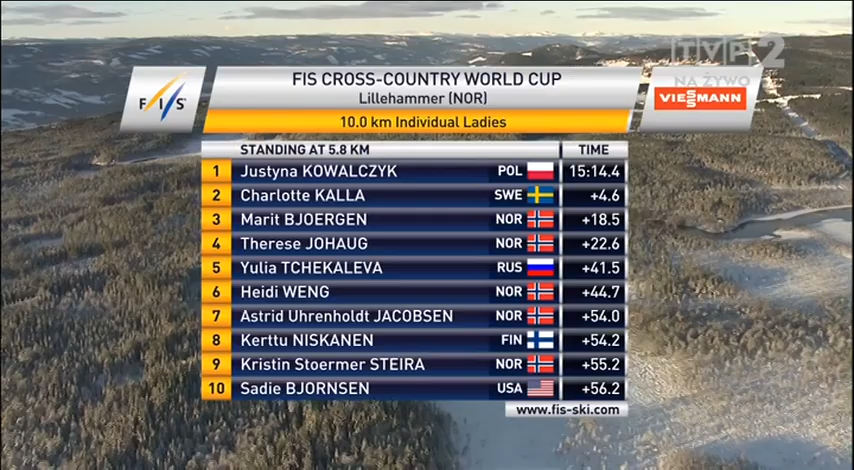 TVP 2
NA ŻYWO
FIS
FIS CROSS-COUNTRY WORLD CUP
Lillehammer (NOR)
10.0 km Individual Ladies
VIESSMANN
STANDING AT 5.8 KM TIME
1 Justyna KOWALCZYK POL 15:14.4
2 Charlotte KALLA SWE +4.6
3 Marit BJOERGEN NOR +18.5
4 Therese JOHAUG NOR +22.6
5 Yulia TCHEKALEVA RUS +41.5
6 Heidi WENG NOR +44.7
7 Astrid Uhrenholdt JACOBSEN NOR +54.0
8 Kerttu NISKANEN FIN +54.2
9 Kristin Stoermer STEIRA NOR +55.2
10 Sadie BJORNSEN USA +56.2
www.fis-ski.com